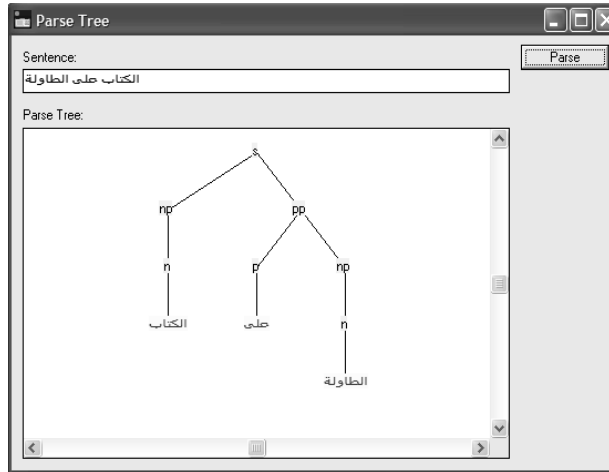 Parse Tree
Sentence:
Parse
الكتاب على الطاولة
Parse Tree:
s
np pp
n p np
الكتاب على n
الطاولة